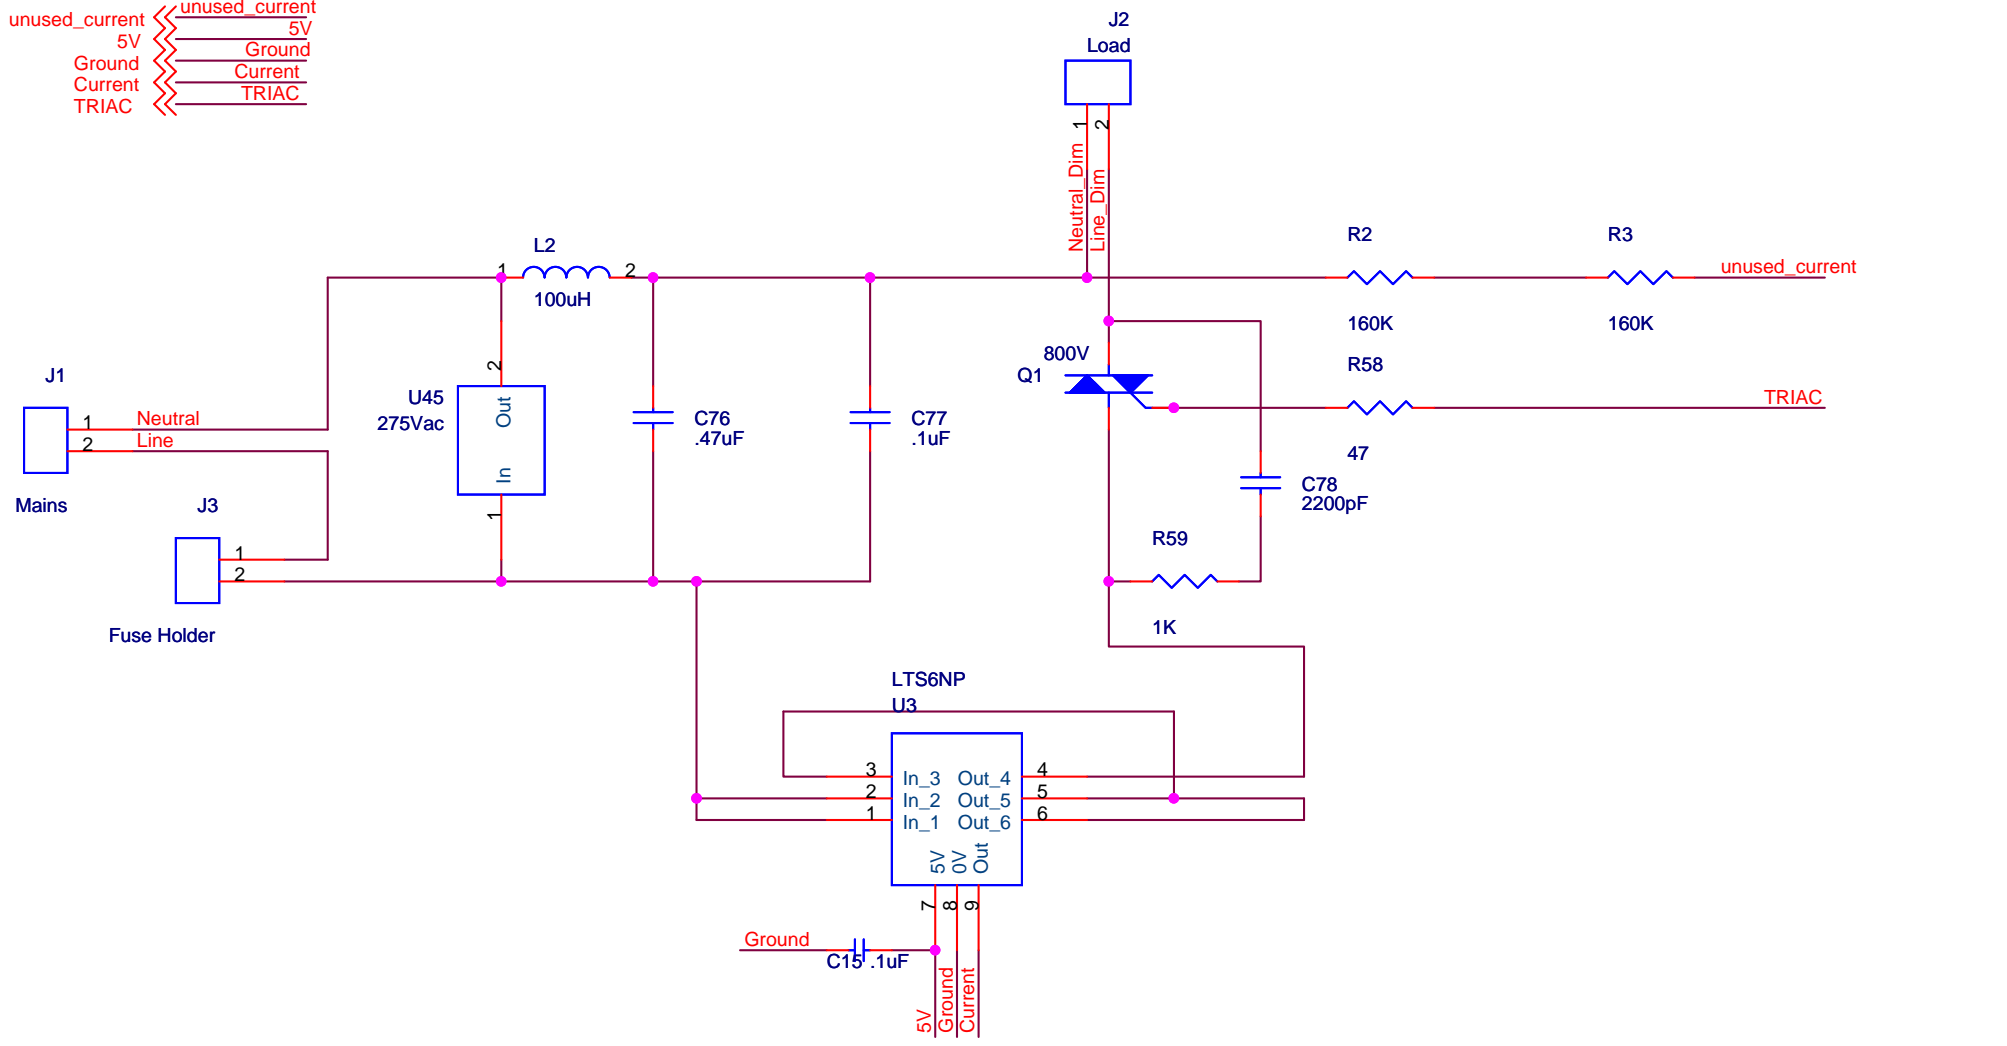 unused_current unused_current
5V 5V
Ground Ground
Current Current
TRIAC TRIAC
J2
Load
1 2
Neutral_Dim
Line_Dim
L2
1 2
100uH
R2
160K
R3
160K
unused_current
J1
1 Neutral
2 Line
Mains
J3
1
2
Fuse Holder
U45
275Vac
2
Out
In
1
C76
.47uF
C77
.1uF
800V
Q1
R58
47
TRIAC
C78
2200pF
R59
1K
LTS6NP
U3
3 In_3 Out_4 4
2 In_2 Out_5 5
1 In_1 Out_6 6
5V 0V Out
7 8 9
Ground
C15 .1uF
5V
Ground
Current